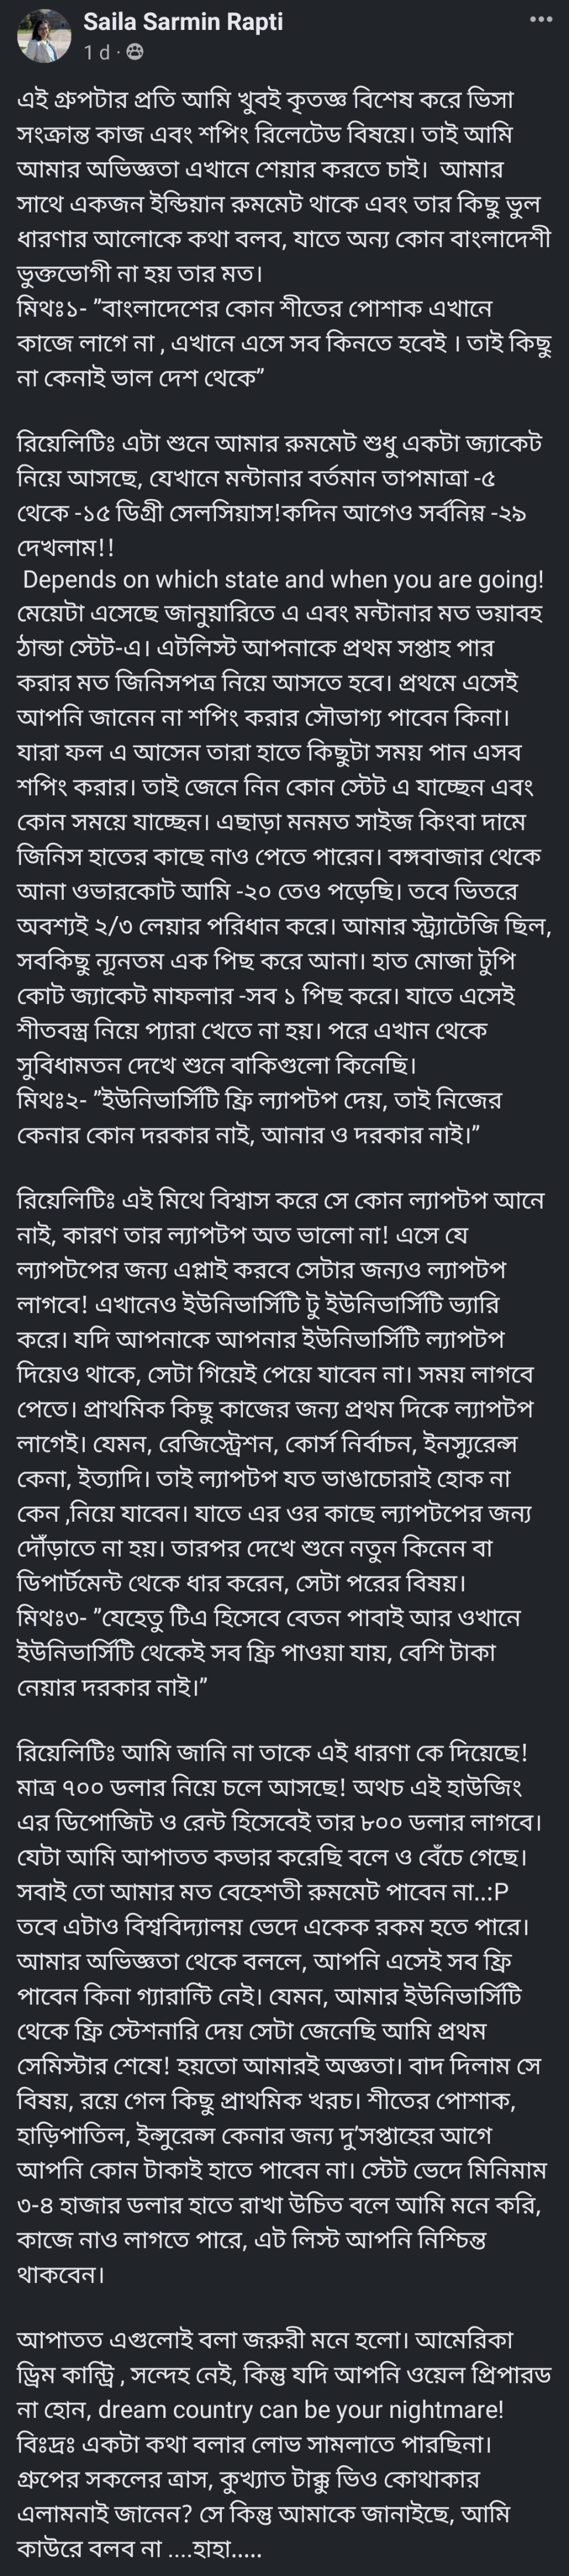 Saila Sarmin Rapti
1 d ·
এই গ্রুপটার প্রতি আমি খুবই কৃতজ্ঞ বিশেষ করে ভিসা
সংক্রান্ত কাজ এবং শপিং রিলেটেড বিষয়ে। তাই আমি
আমার অভিজ্ঞতা এখানে শেয়ার করতে চাই। আমার
সাথে একজন ইন্ডিয়ান রুমমেট থাকে এবং তার কিছু ভুল
ধারণার আলোকে কথা বলব, যাতে অন্য কোন বাংলাদেশী
ভুক্তভোগী না হয় তার মত।
মিথঃ১- ”বাংলাদেশের কোন শীতের পোশাক এখানে
কাজে লাগে না , এখানে এসে সব কিনতে হবেই । তাই কিছু
না কেনাই ভাল দেশ থেকে”
রিয়েলিটিঃ এটা শুনে আমার রুমমেট শুধু একটা জ্যাকেট
নিয়ে আসছে, যেখানে মন্টানার বর্তমান তাপমাত্রা -৫
থেকে -১৫ ডিগ্রী সেলসিয়াস!কদিন আগেও সর্বনিম্ন -২৯
দেখলাম!!
Depends on which state and when you are going!
মেয়েটা এসেছে জানুয়ারিতে এ এবং মন্টানার মত ভয়াবহ
ঠান্ডা স্টেট-এ। এটলিস্ট আপনাকে প্রথম সপ্তাহ পার
করার মত জিনিসপত্র নিয়ে আসতে হবে। প্রথমে এসেই
আপনি জানেন না শপিং করার সৌভাগ্য পাবেন কিনা।
যারা ফল এ আসেন তারা হাতে কিছুটা সময় পান এসব
শপিং করার। তাই জেনে নিন কোন স্টেট এ যাচ্ছেন এবং
কোন সময়ে যাচ্ছেন। এছাড়া মনমত সাইজ কিংবা দামে
জিনিস হাতের কাছে নাও পেতে পারেন। বঙ্গবাজার থেকে
আনা ওভারকোট আমি -২০ তেও পড়েছি। তবে ভিতরে
অবশ্যই ২/৩ লেয়ার পরিধান করে। আমার স্ট্র্যাটেজি ছিল,
সবকিছু ন্যূনতম এক পিছ করে আনা। হাত মোজা টুপি
কোট জ্যাকেট মাফলার -সব ১ পিছ করে। যাতে এসেই
শীতবস্ত্র নিয়ে প্যারা খেতে না হয়। পরে এখান থেকে
সুবিধামতন দেখে শুনে বাকিগুলো কিনেছি।
মিথঃ২- ”ইউনিভার্সিটি ফ্রি ল্যাপটপ দেয়, তাই নিজের
কেনার কোন দরকার নাই, আনার ও দরকার নাই।”
রিয়েলিটিঃ এই মিথে বিশ্বাস করে সে কোন ল্যাপটপ আনে
নাই, কারণ তার ল্যাপটপ অত ভালো না! এসে যে
ল্যাপটপের জন্য এপ্লাই করবে সেটার জন্যও ল্যাপটপ
লাগবে! এখানেও ইউনিভার্সিটি টু ইউনিভার্সিটি ভ্যারি
করে। যদি আপনাকে আপনার ইউনিভার্সিটি ল্যাপটপ
দিয়েও থাকে, সেটা গিয়েই পেয়ে যাবেন না। সময় লাগবে
পেতে। প্রাথমিক কিছু কাজের জন্য প্রথম দিকে ল্যাপটপ
লাগেই। যেমন, রেজিস্ট্রেশন, কোর্স নির্বাচন, ইনস্যুরেন্স
কেনা, ইত্যাদি। তাই ল্যাপটপ যত ভাঙাচোরাই হোক না
কেন ,নিয়ে যাবেন। যাতে এর ওর কাছে ল্যাপটপের জন্য
দৌঁড়াতে না হয়। তারপর দেখে শুনে নতুন কিনেন বা
ডিপার্টমেন্ট থেকে ধার করেন, সেটা পরের বিষয়।
মিথঃ৩- ”যেহেতু টিএ হিসেবে বেতন পাবাই আর ওখানে
ইউনিভার্সিটি থেকেই সব ফ্রি পাওয়া যায়, বেশি টাকা
নেয়ার দরকার নাই।”
রিয়েলিটিঃ আমি জানি না তাকে এই ধারণা কে দিয়েছে!
মাত্র ৭০০ ডলার নিয়ে চলে আসছে! অথচ এই হাউজিং
এর ডিপোজিট ও রেন্ট হিসেবেই তার ৮০০ ডলার লাগবে।
যেটা আমি আপাতত কভার করেছি বলে ও বেঁচে গেছে।
সবাই তো আমার মত বেহেশতী রুমমেট পাবেন না..:P
তবে এটাও বিশ্ববিদ্যালয় ভেদে একেক রকম হতে পারে।
আমার অভিজ্ঞতা থেকে বললে, আপনি এসেই সব ফ্রি
পাবেন কিনা গ্যারান্টি নেই। যেমন, আমার ইউনিভার্সিটি
থেকে ফ্রি স্টেশনারি দেয় সেটা জেনেছি আমি প্রথম
সেমিস্টার শেষে! হয়তো আমারই অজ্ঞতা। বাদ দিলাম সে
বিষয়, রয়ে গেল কিছু প্রাথমিক খরচ। শীতের পোশাক,
হাড়িপাতিল, ইন্সুরেন্স কেনার জন্য দু’সপ্তাহের আগে
আপনি কোন টাকাই হাতে পাবেন না। স্টেট ভেদে মিনিমাম
৩-৪ হাজার ডলার হাতে রাখা উচিত বলে আমি মনে করি,
কাজে নাও লাগতে পারে, এট লিস্ট আপনি নিশ্চিন্ত
থাকবেন।
আপাতত এগুলোই বলা জরুরী মনে হলো। আমেরিকা
ড্রিম কান্ট্রি , সন্দেহ নেই, কিন্তু যদি আপনি ওয়েল প্রিপারড
না হোন, dream country can be your nightmare!
বিঃদ্রঃ একটা কথা বলার লোভ সামলাতে পারছিনা।
গ্রুপের সকলের ত্রাস, কুখ্যাত টাক্কু ভিও কোথাকার
এলামনাই জানেন? সে কিন্তু আমাকে জানাইছে, আমি
কাউরে বলব না ....হাহা.....